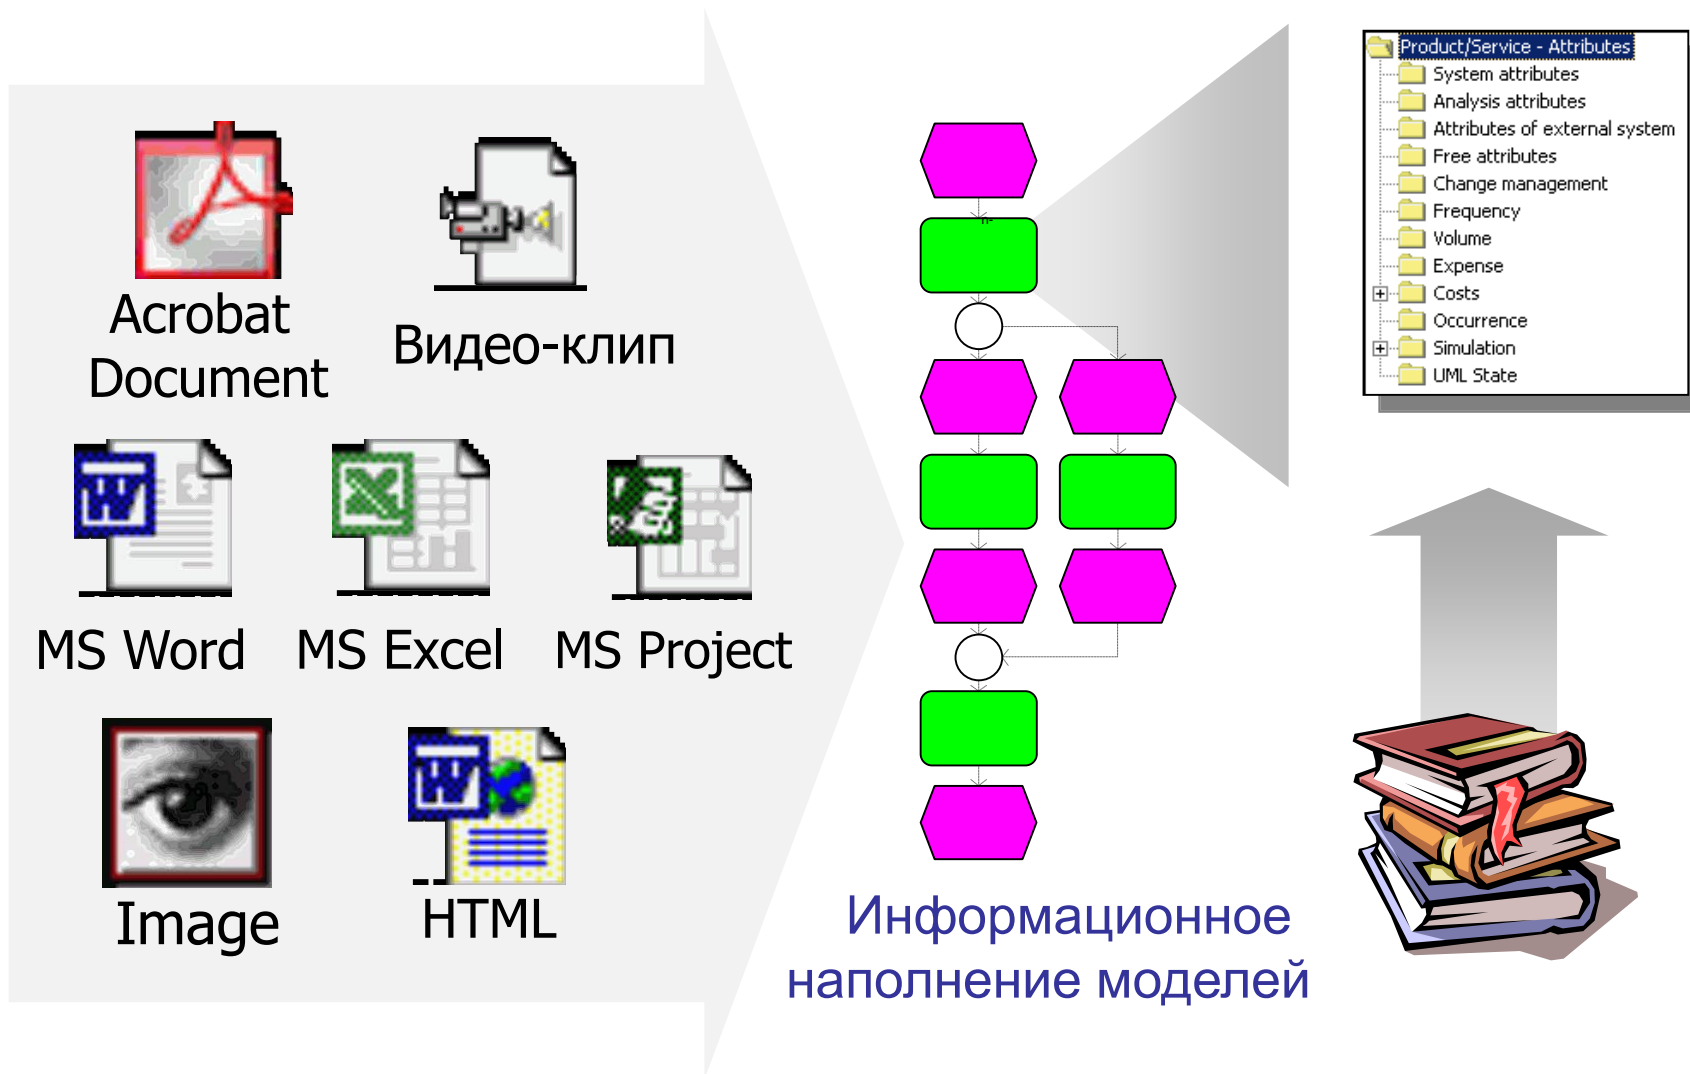 Acrobat
Document
Видео-клип
MS Word
MS Excel
MS Project
Image
HTML
п-
Информационное
наполнение моделей
Product/Service - Attributes
System attributes
Analysis attributes
Attributes of external system
Free attributes
Change management
Frequency
Volume
Expense
Costs
Occurrence
Simulation
UML State